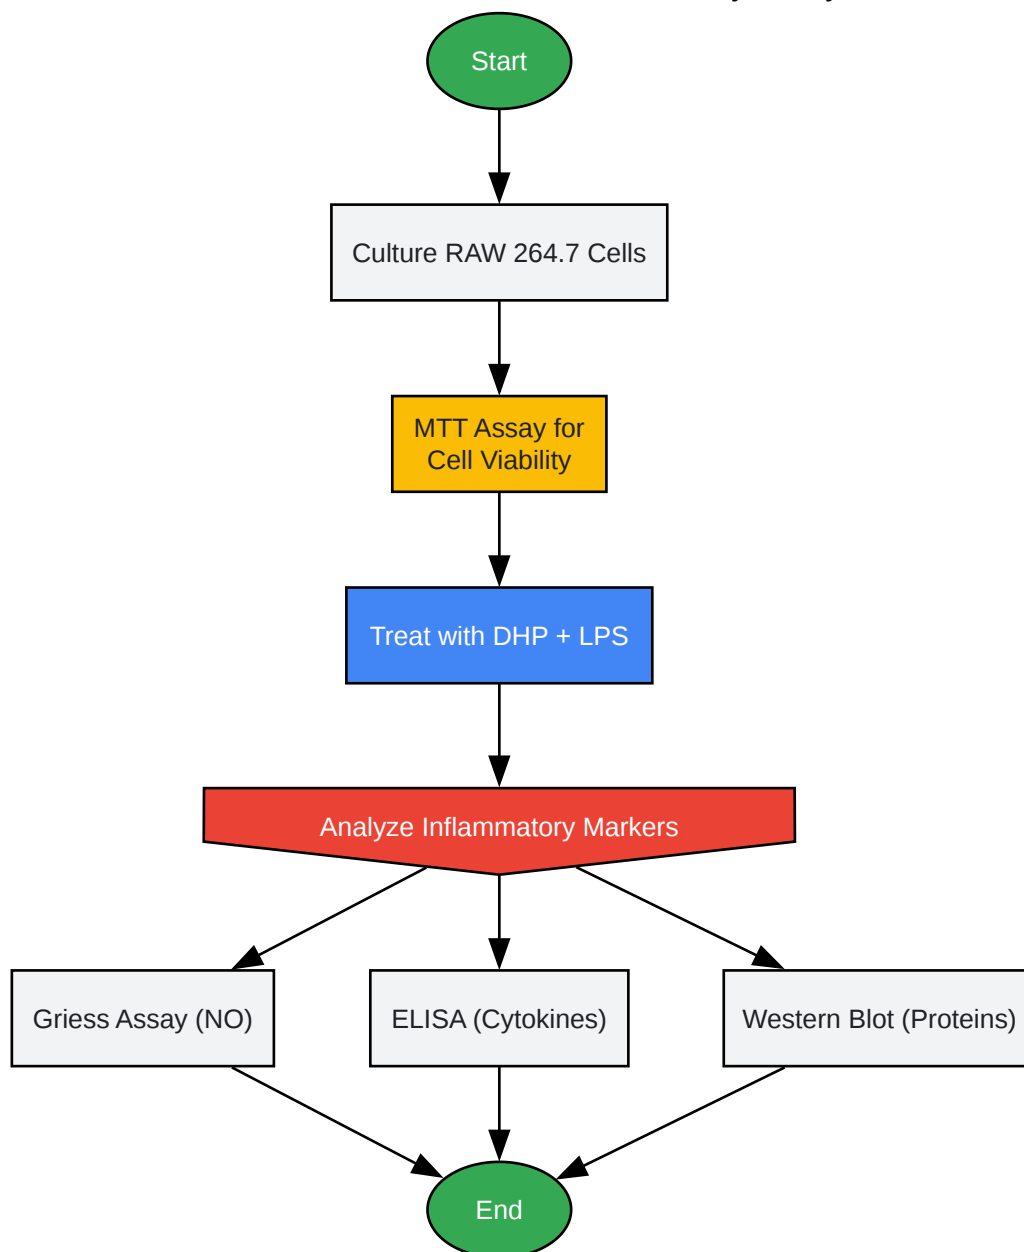 Start
Culture RAW 264.7 Cells
MTT Assay for
Cell Viability
Treat with DHP + LPS
Analyze Inflammatory Markers
Griess Assay (NO)
ELISA (Cytokines)
Western Blot (Proteins)
End